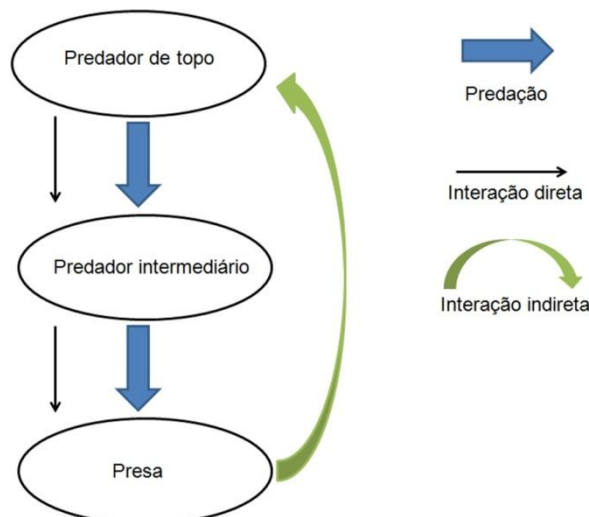 Predador de topo
Predador intermediário
Presa
Predação
Interação direta
Interação indireta